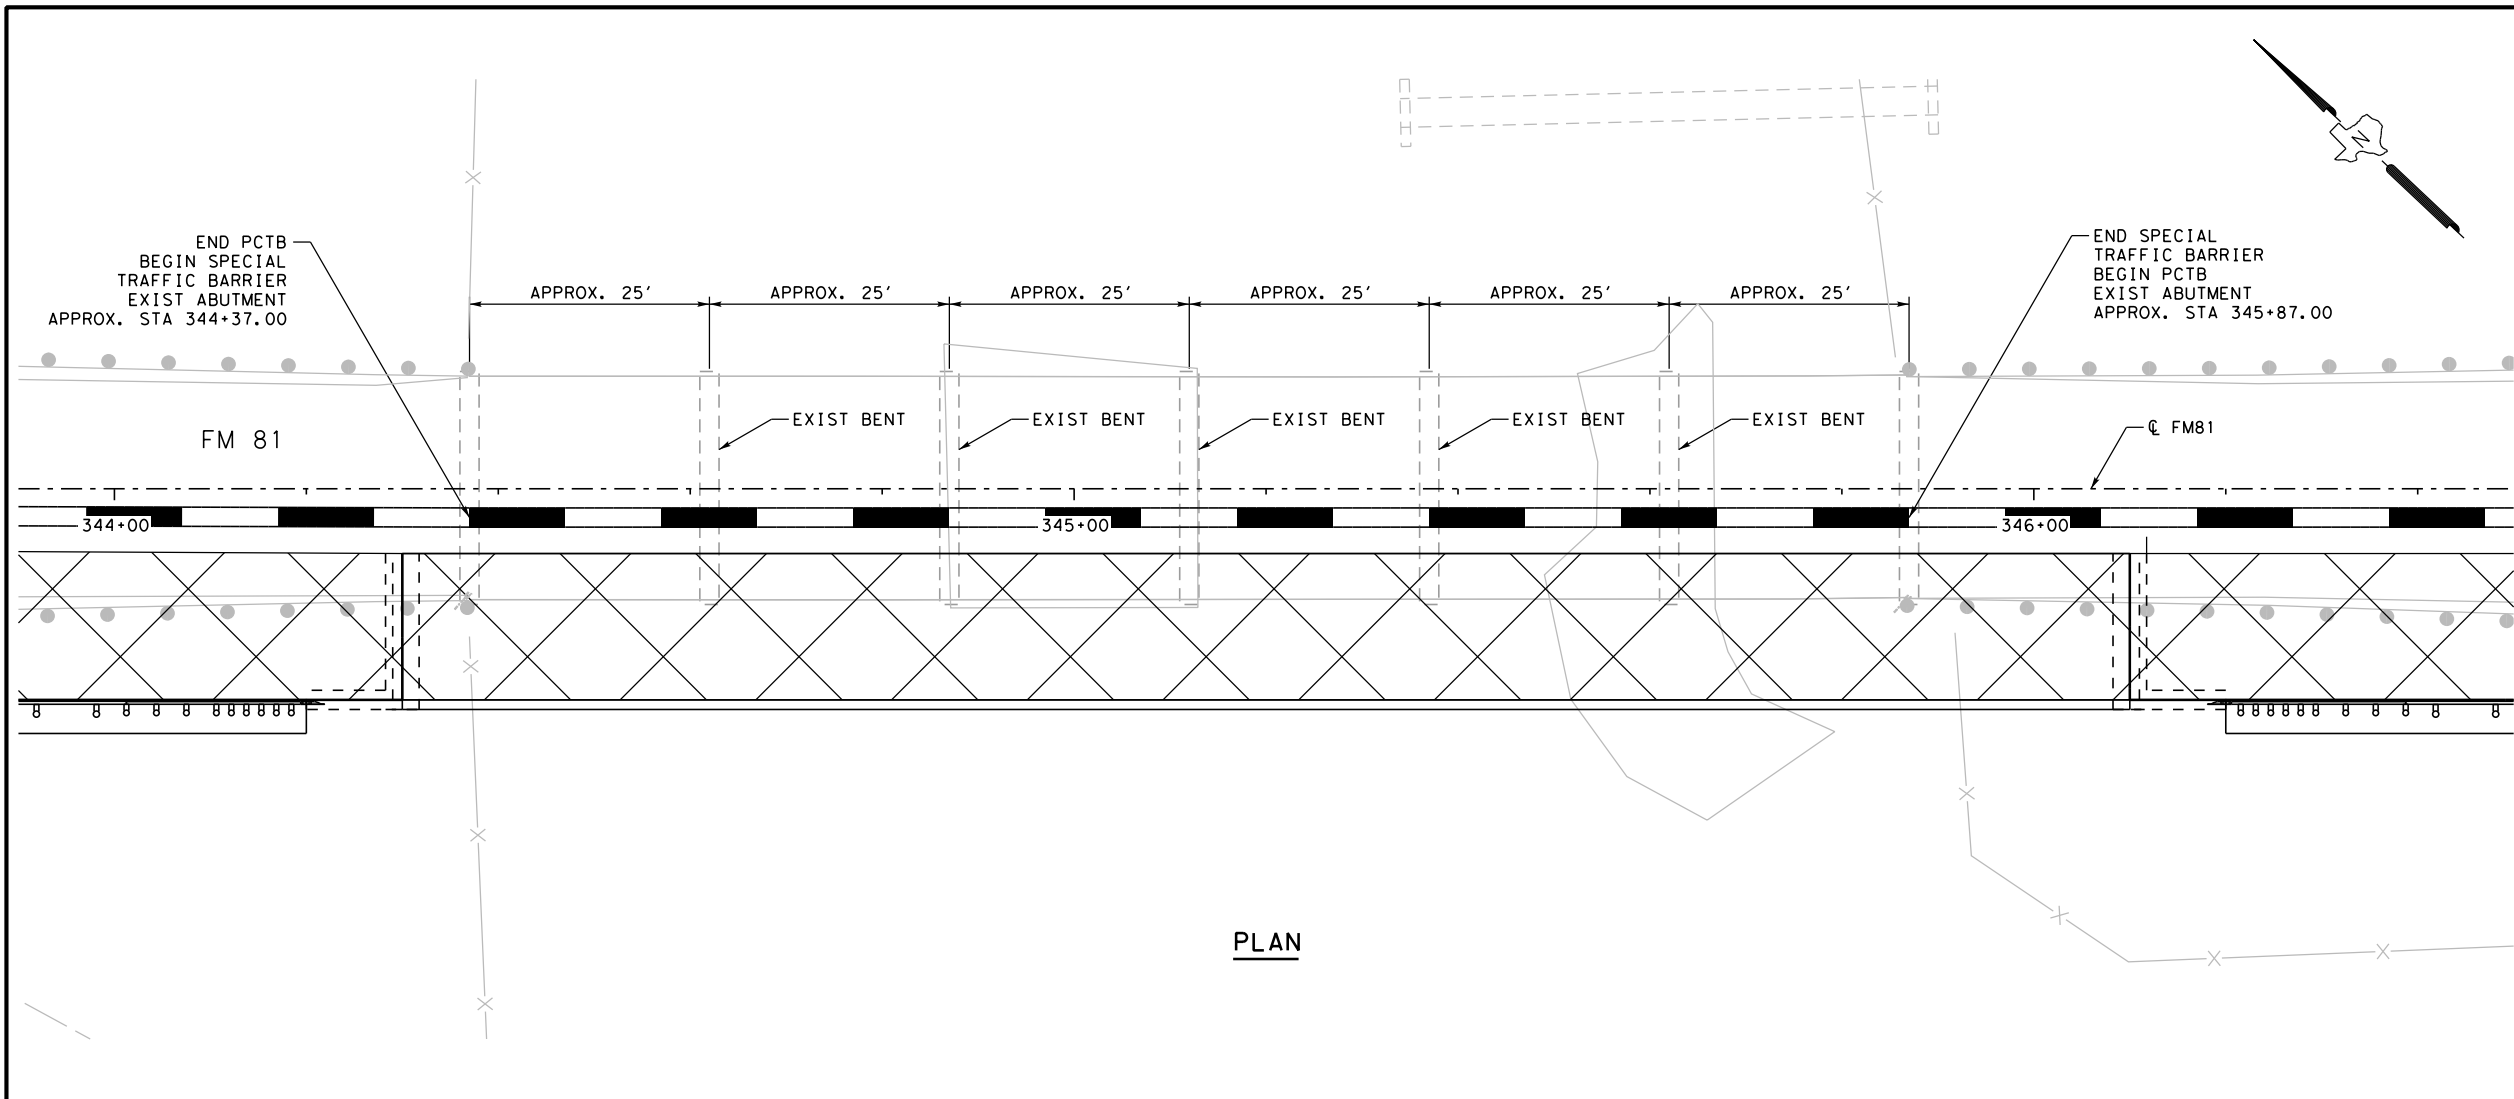 END PCTB
BEGIN SPECIAL
TRAFFIC BARRIER
EXIST ABUTMENT
APPROX. STA 344+37.00
END SPECIAL
TRAFFIC BARRIER
BEGIN PCTB
EXIST ABUTMENT
APPROX. STA 345+87.00
N
APPROX. 25'
APPROX. 25'
APPROX. 25'
APPROX. 25'
APPROX. 25'
APPROX. 25'
FM 81
EXIST BENT
EXIST BENT
EXIST BENT
EXIST BENT
EXIST BENT
℄ FM81
344+00
345+00
346+00
PLAN